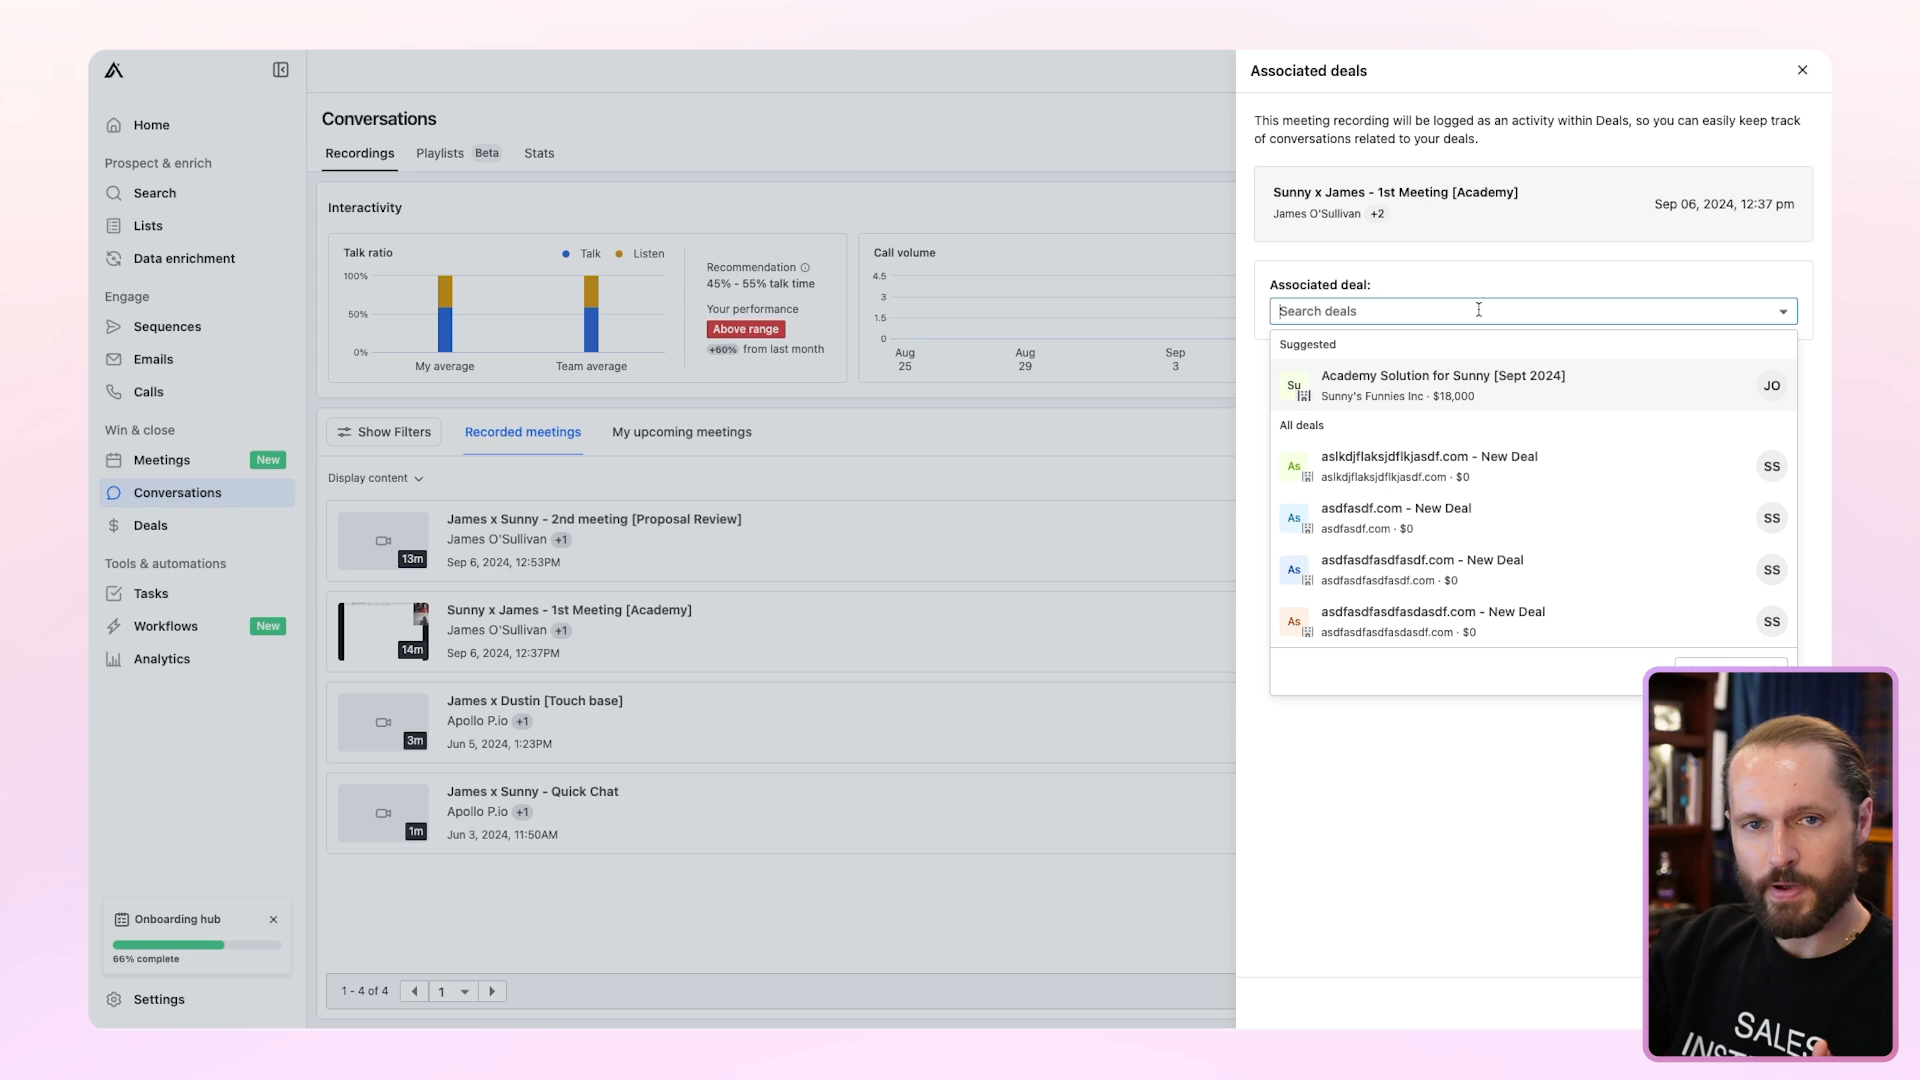 Home
Prospect & enrich
Search
Lists
Data enrichment
Engage
Sequences
Emails
Calls
Win & close
Meetings New
Conversations
Deals
Tools & automations
Tasks
Workflows New
Analytics
Onboarding hub
66% complete
Settings
Conversations
Recordings Playlists Beta Stats
Interactivity
Talk ratio
Talk Listen
100%
50%
0%
My average Team average
Recommendation
45% - 55% talk time
Your performance
Above range
+60% from last month
Call volume
4.5
3
1.5
0
Aug 25
Aug 29
Sep 3
Show Filters Recorded meetings My upcoming meetings
Display content
James x Sunny - 2nd meeting [Proposal Review]
James O'Sullivan +1
Sep 6, 2024, 12:53PM
13m
Sunny x James - 1st Meeting [Academy]
James O'Sullivan +1
Sep 6, 2024, 12:37PM
14m
James x Dustin [Touch base]
Apollo P.io +1
Jun 5, 2024, 1:23PM
3m
James x Sunny - Quick Chat
Apollo P.io +1
Jun 3, 2024, 11:50AM
1m
1 - 4 of 4 1
Associated deals
This meeting recording will be logged as an activity within Deals, so you can easily keep track
of conversations related to your deals.
Sunny x James - 1st Meeting [Academy]
James O'Sullivan +2
Sep 06, 2024, 12:37 pm
Associated deal:
Search deals
Suggested
Su
Academy Solution for Sunny [Sept 2024]
Sunny's Funnies Inc · $18,000
JO
All deals
As
aslkdjflaksjdflkjasdf.com - New Deal
aslkdjflaksjdflkjasdf.com · $0
SS
As
asdfasdf.com - New Deal
asdfasdf.com · $0
SS
As
asdfasdfasdfasdf.com - New Deal
asdfasdfasdfasdf.com · $0
SS
As
asdfasdfasdfasdasdf.com - New Deal
asdfasdfasdfasdasdf.com · $0
SS
SALES